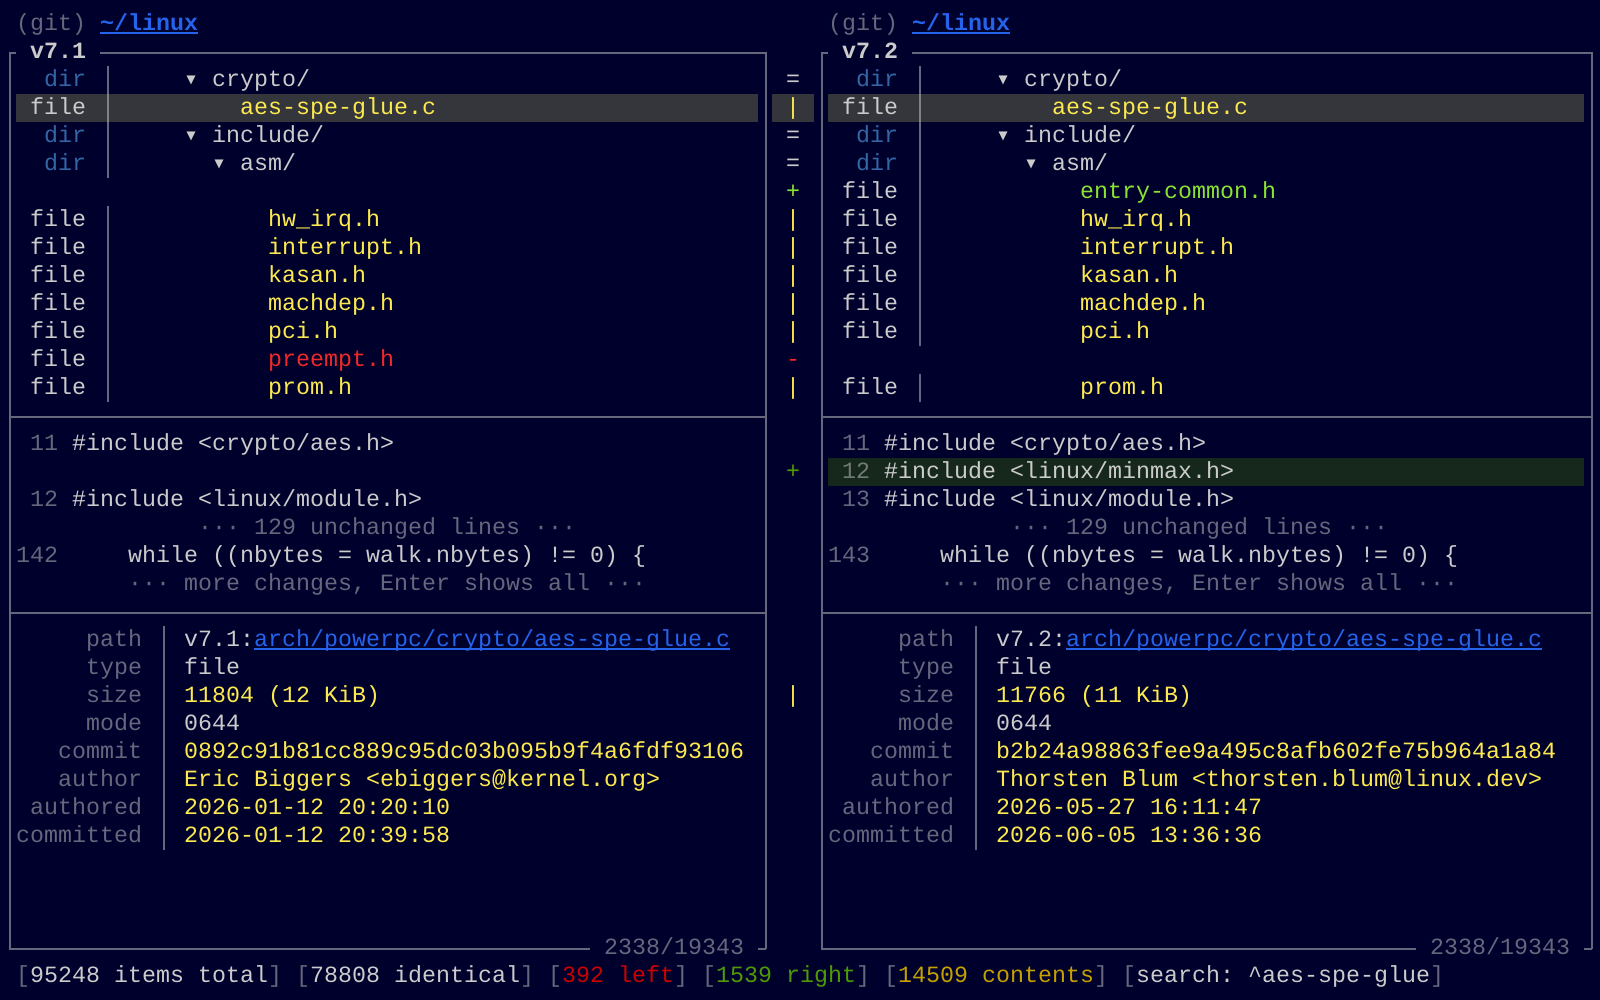 (git) ~/linux (git) ~/linux
v7.1 v7.2
dir │ ▾ crypto/ = dir │ ▾ crypto/
file │ aes-spe-glue.c | file │ aes-spe-glue.c
dir │ ▾ include/ = dir │ ▾ include/
dir │ ▾ asm/ = dir │ ▾ asm/
+ file │ entry-common.h
file │ hw_irq.h | file │ hw_irq.h
file │ interrupt.h | file │ interrupt.h
file │ kasan.h | file │ kasan.h
file │ machdep.h | file │ machdep.h
file │ pci.h | file │ pci.h
file │ preempt.h -
file │ prom.h | file │ prom.h
11 #include <crypto/aes.h> 11 #include <crypto/aes.h>
+ 12 #include <linux/minmax.h>
12 #include <linux/module.h> 13 #include <linux/module.h>
··· 129 unchanged lines ··· ··· 129 unchanged lines ···
142 while ((nbytes = walk.nbytes) != 0) { 143 while ((nbytes = walk.nbytes) != 0) {
··· more changes, Enter shows all ··· ··· more changes, Enter shows all ···
path │ v7.1:arch/powerpc/crypto/aes-spe-glue.c path │ v7.2:arch/powerpc/crypto/aes-spe-glue.c
type │ file type │ file
size │ 11804 (12 KiB) | size │ 11766 (11 KiB)
mode │ 0644 mode │ 0644
commit │ 0892c91b81cc889c95dc03b095b9f4a6fdf93106 commit │ b2b24a98863fee9a495c8afb602fe75b964a1a84
author │ Eric Biggers <ebiggers@kernel.org> author │ Thorsten Blum <thorsten.blum@linux.dev>
authored │ 2026-01-12 20:20:10 authored │ 2026-05-27 16:11:47
committed │ 2026-01-12 20:39:58 committed │ 2026-06-05 13:36:36
2338/19343 2338/19343
[95248 items total] [78808 identical] [392 left] [1539 right] [14509 contents] [search: ^aes-spe-glue]